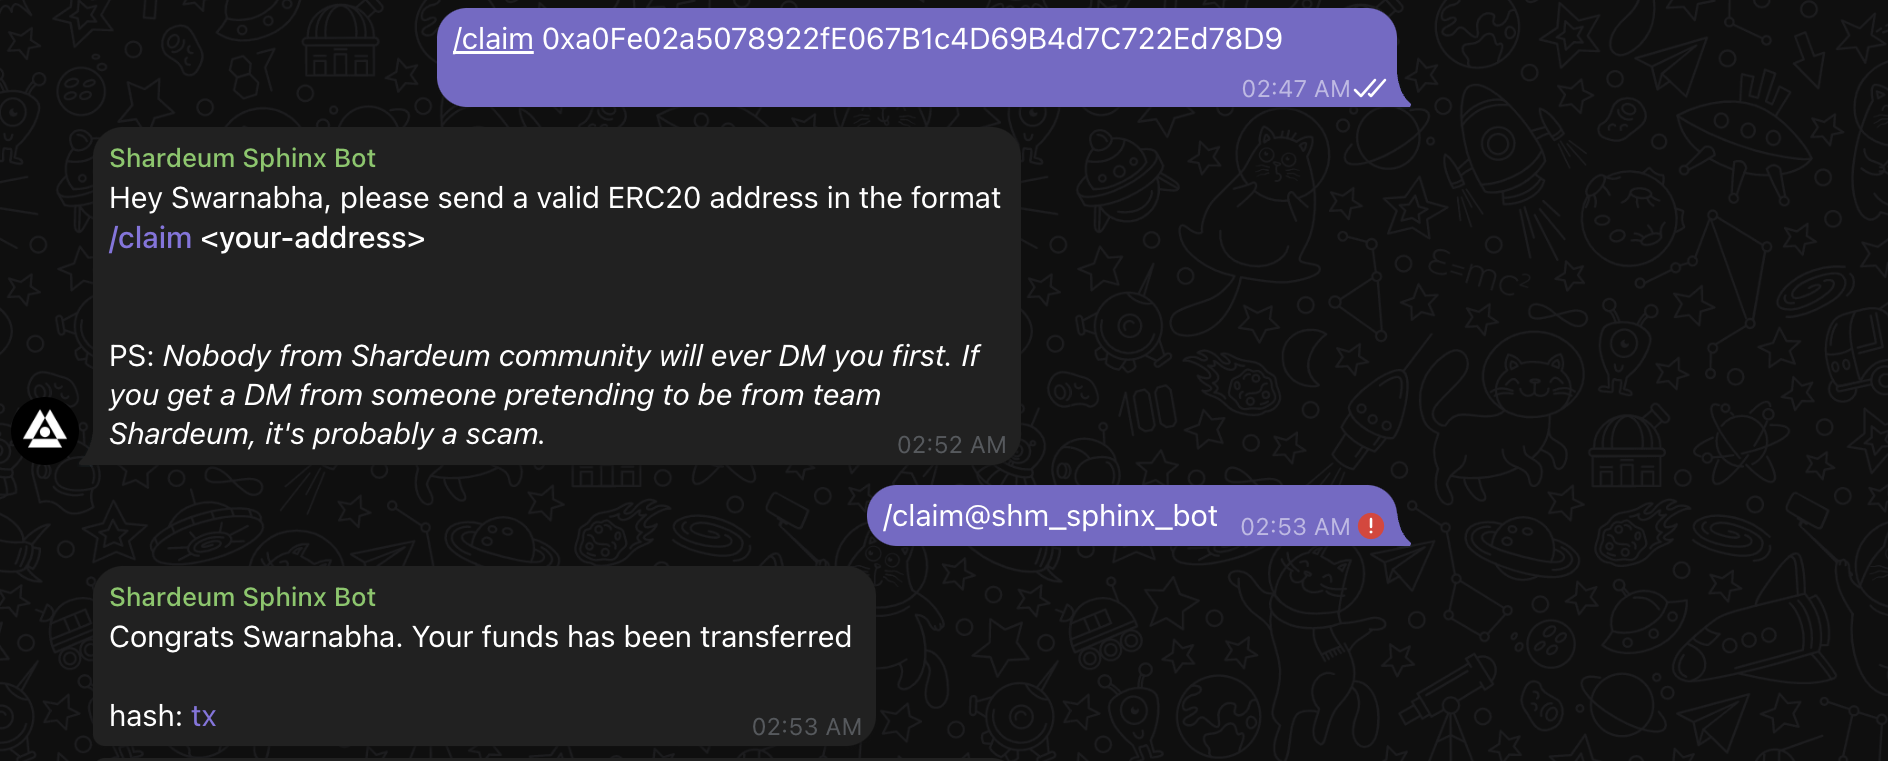 /claim 0xa0Fe02a5078922fE067B1c4D69B4d7C722Ed78D9
02:47 AM
Shardeum Sphinx Bot
Hey Swarnabha, please send a valid ERC20 address in the format
/claim <your-address>
PS: Nobody from Shardeum community will ever DM you first. If
you get a DM from someone pretending to be from team
Shardeum, it's probably a scam.
02:52 AM
/claim@shm_sphinx_bot 02:53 AM
Shardeum Sphinx Bot
Congrats Swarnabha. Your funds has been transferred
hash: tx
02:53 AM